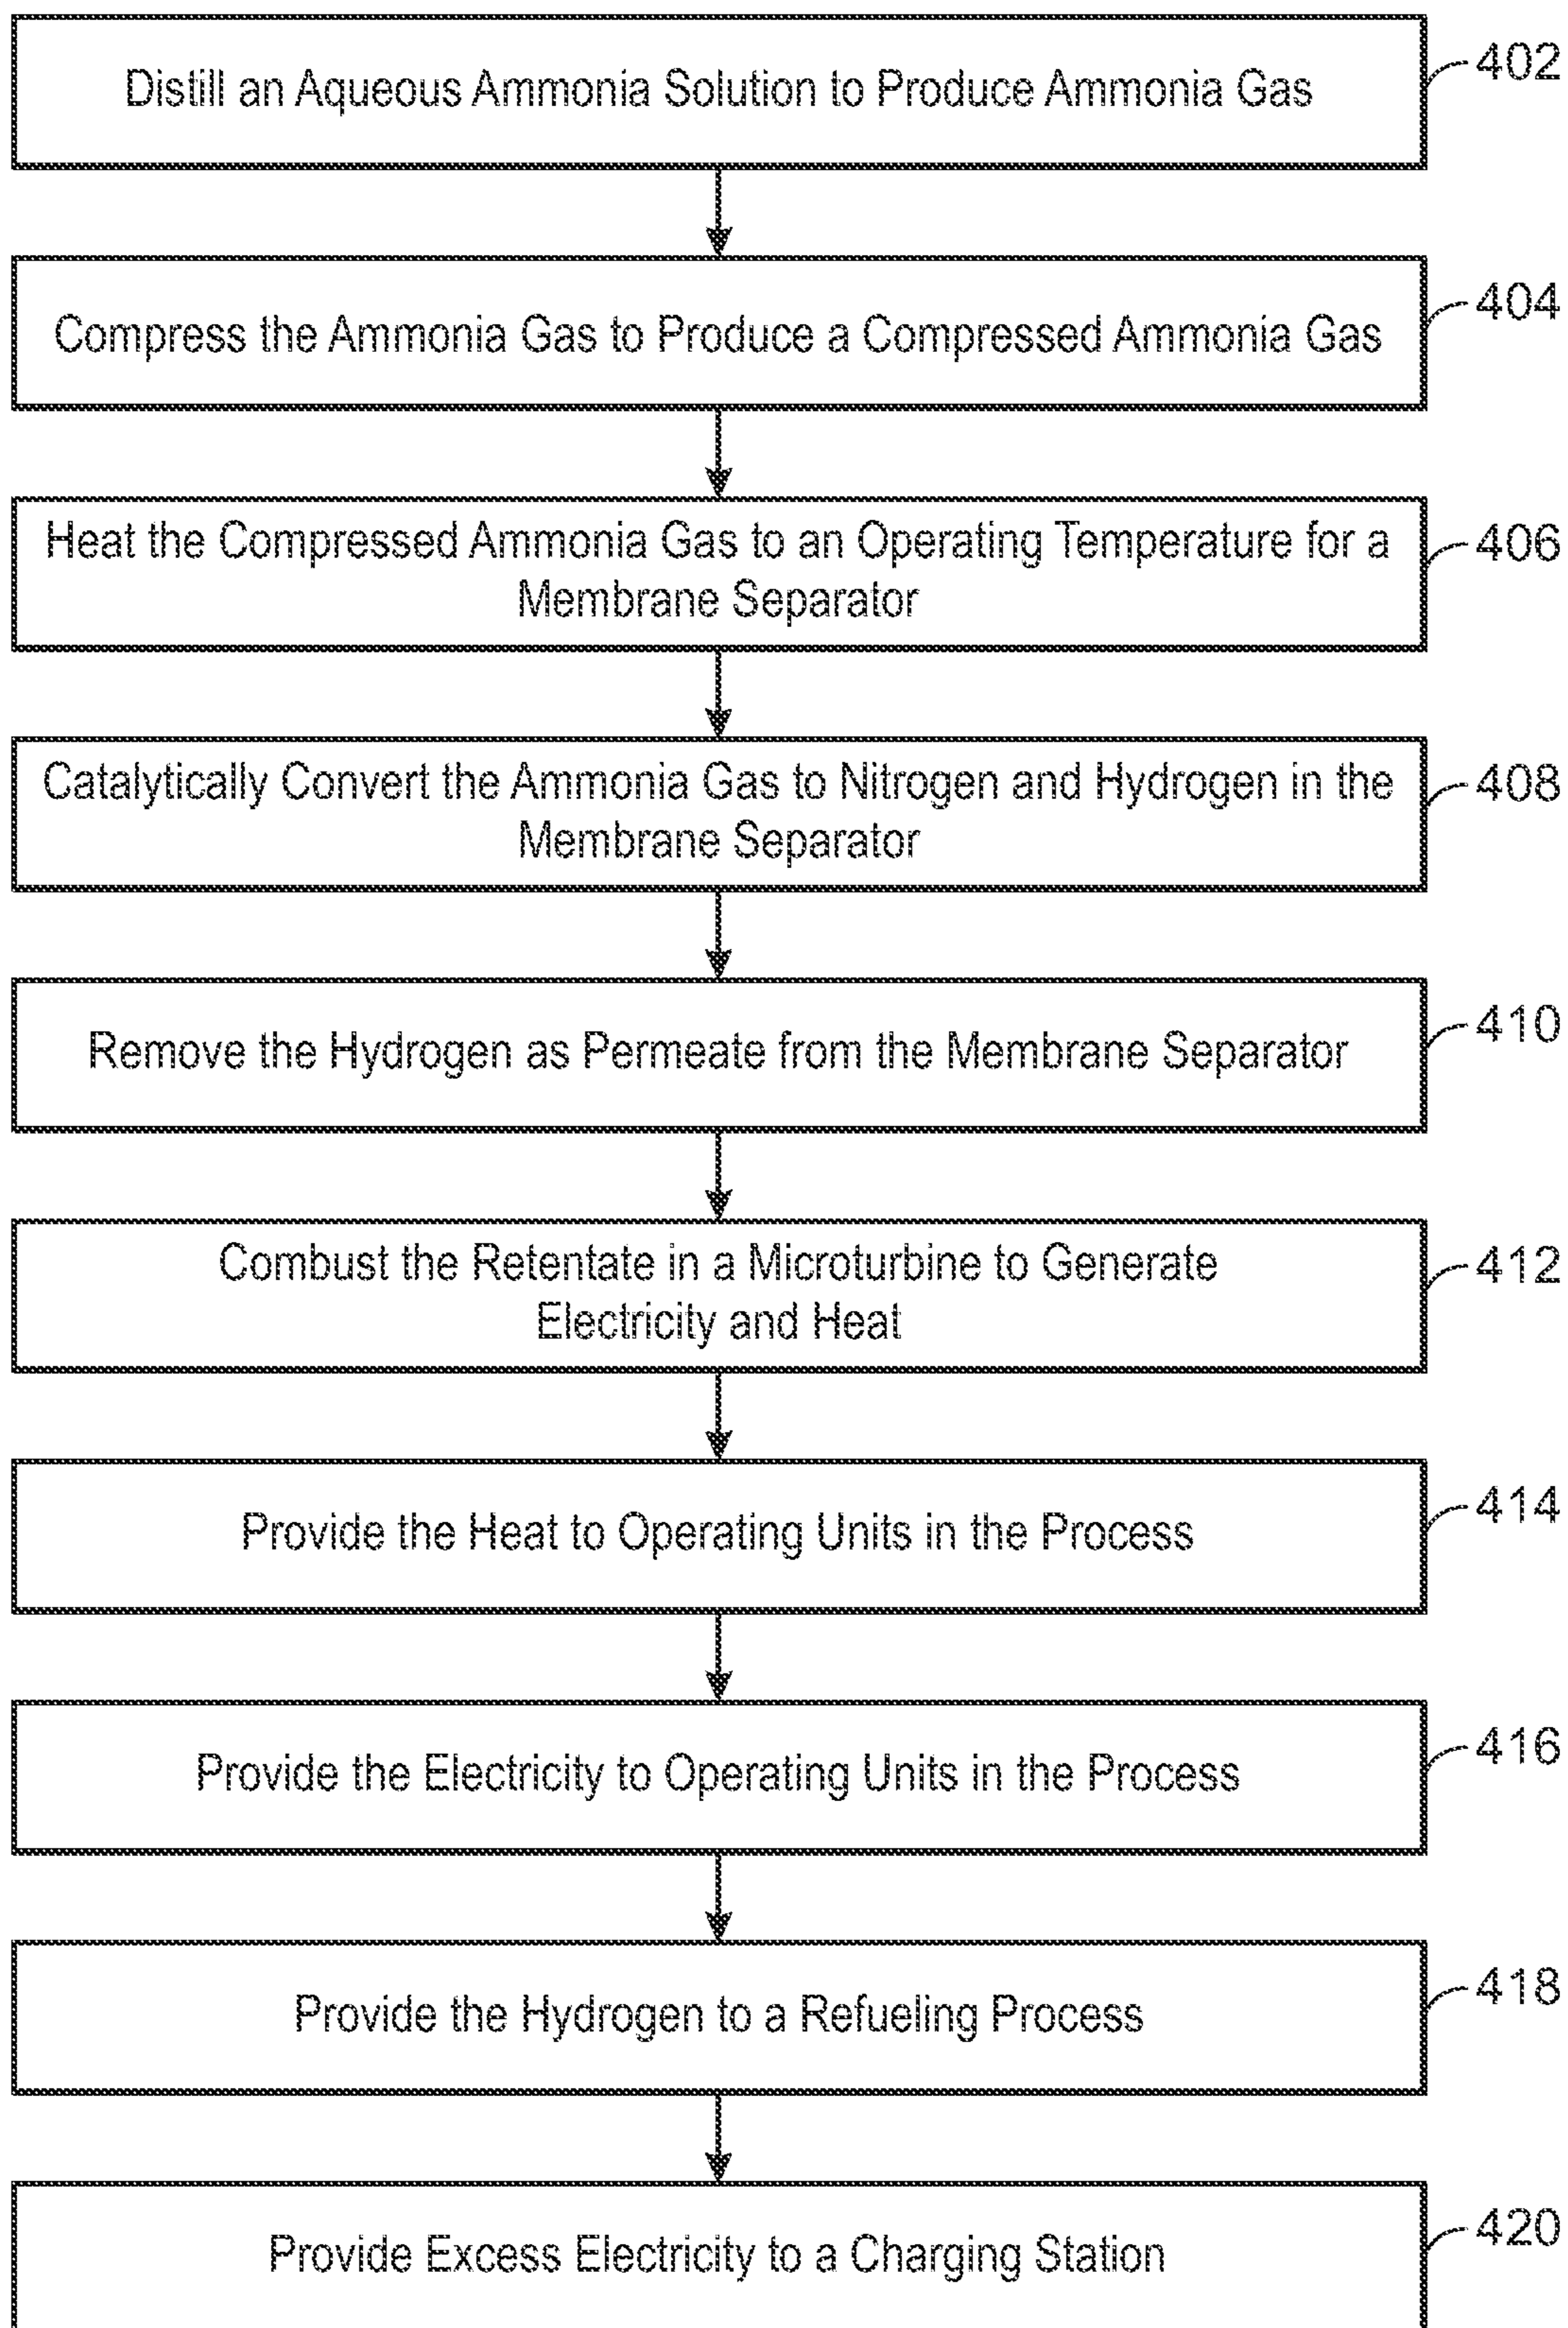 Distill an Aqueous Ammonia Solution to Produce Ammonia Gas
402
Compress the Ammonia Gas to Produce a Compressed Ammonia Gas
404
Heat the Compressed Ammonia Gas to an Operating Temperature for a
Membrane Separator
406
Catalytically Convert the Ammonia Gas to Nitrogen and Hydrogen in the
Membrane Separator
408
Remove the Hydrogen as Permeate from the Membrane Separator
410
Combust the Retentate in a Microturbine to Generate
Electricity and Heat
412
Provide the Heat to Operating Units in the Process
414
Provide the Electricity to Operating Units in the Process
416
Provide the Hydrogen to a Refueling Process
418
Provide Excess Electricity to a Charging Station
420